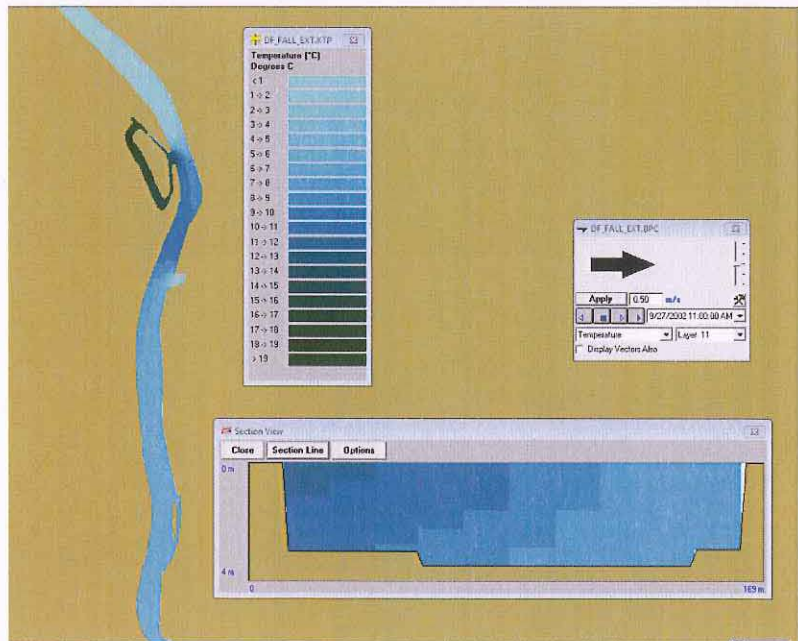 DF_FALL_EXT.KTP
Temperature (°C)
Degrees C
< 1
1 -> 2
2 -> 3
3 -> 4
4 -> 5
5 -> 6
6 -> 7
7 -> 8
8 -> 9
9 -> 10
10 -> 11
11 -> 12
12 -> 13
13 -> 14
14 -> 15
15 -> 16
16 -> 17
17 -> 18
18 -> 19
> 19
DF_FALL_EXT.BPC
Apply 0.50 m/s
9/27/2002 11:00:00 AM
Temperature Layer 11
Display Vectors Also
Section View
Close Section Line Options
0 m
4 m
0 169 m